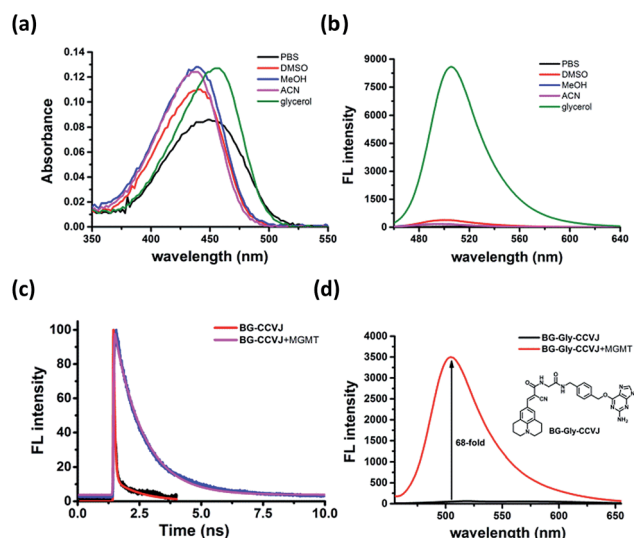 (a)
PBS
DMSO
MeOH
ACN
glycerol
0.14
0.12
0.10
0.08
0.06
0.04
0.02
0.00
Absorbance
350 400 450 500 550
wavelength (nm)
(b)
PBS
DMSO
MeOH
ACN
glycerol
9000
7500
6000
4500
3000
1500
0
FL intensity
480 520 560 600 640
wavelength (nm)
(c)
BG-CCVJ
BG-CCVJ+MGMT
100
80
60
40
20
0
FL intensity
0.0 2.5 5.0 7.5 10.0
Time (ns)
(d)
BG-Gly-CCVJ
BG-Gly-CCVJ+MGMT
4000
3500
3000
2500
2000
1500
1000
500
0
FL intensity
68-fold
O
H
N
N
H
O
CN
N
O
N
N
N
N
NH₂
BG-Gly-CCVJ
500 550 600 650
wavelength (nm)